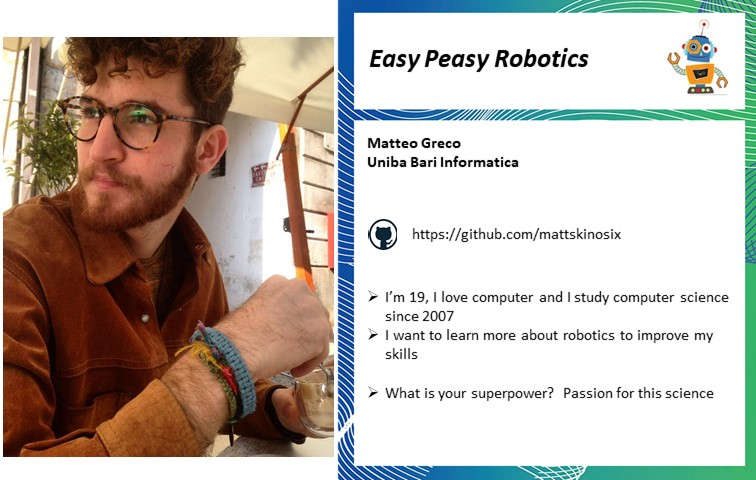 Easy Peasy Robotics
Matteo Greco
Uniba Bari Informatica
https://github.com/mattskinosix
➢ I’m 19, I love computer and I study computer science
since 2007
➢ I want to learn more about robotics to improve my
skills
➢ What is your superpower? Passion for this science